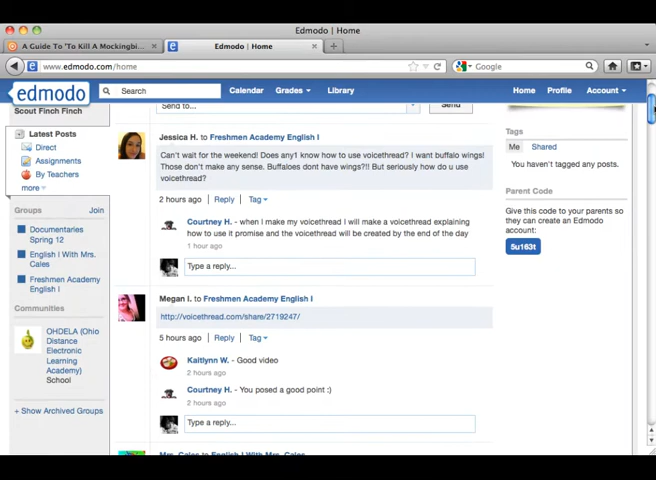 Edmodo | Home
A Guide To 'To Kill A Mockingbi...
Edmodo | Home
www.edmodo.com/home
Google
edmodo
Search
Calendar
Grades
Library
Home
Profile
Account
Scout Finch Finch
Send to...
Send
Latest Posts
Direct
Assignments
By Teachers
more
Groups
Join
Documentaries
Spring 12
English I With Mrs.
Cales
Freshmen Academy
English I
Communities
OHDELA (Ohio
Distance
Electronic
Learning
Academy)
School
+ Show Archived Groups
Jessica H. to Freshmen Academy English I
Can't wait for the weekend! Does any1 know how to use voicethread? I want buffalo wings!
Those don't make any sense. Buffaloes dont have wings?!! But seriously how do u use
voicethread?
2 hours ago
Reply
Tag
Courtney H. - when I make my voicethread I will make a voicethread explaining
how to use it promise and the voicethread will be created by the end of the day
1 hour ago
Type a reply...
Megan I. to Freshmen Academy English I
http://voicethread.com/share/2719247/
5 hours ago
Reply
Tag
Kaitlynn W. - Good video
2 hours ago
Courtney H. - You posed a good point :)
2 hours ago
Type a reply...
Mrs. Cales to English I With Mrs. Cales
Tags
Me
Shared
You haven't tagged any posts.
Parent Code
Give this code to your parents so
they can create an Edmodo
account:
5u163t